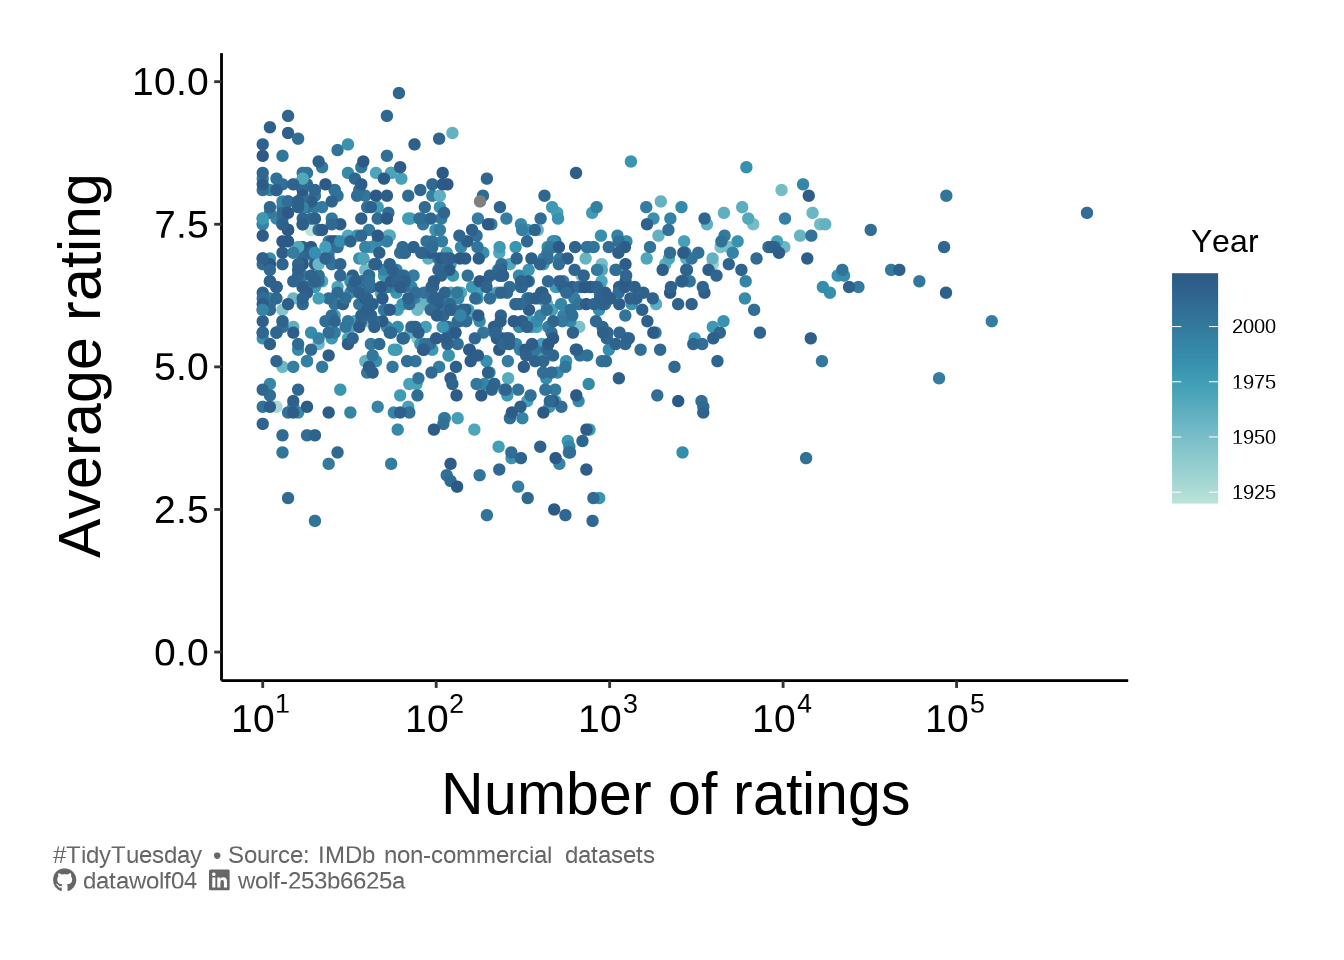 10.0
7.5
5.0
2.5
0.0
Average rating
10¹
10²
10³
10⁴
10⁵
Number of ratings
Year
2000
1975
1950
1925
#TidyTuesday • Source: IMDb non-commercial datasets
datawolf04 wolf-253b6625a